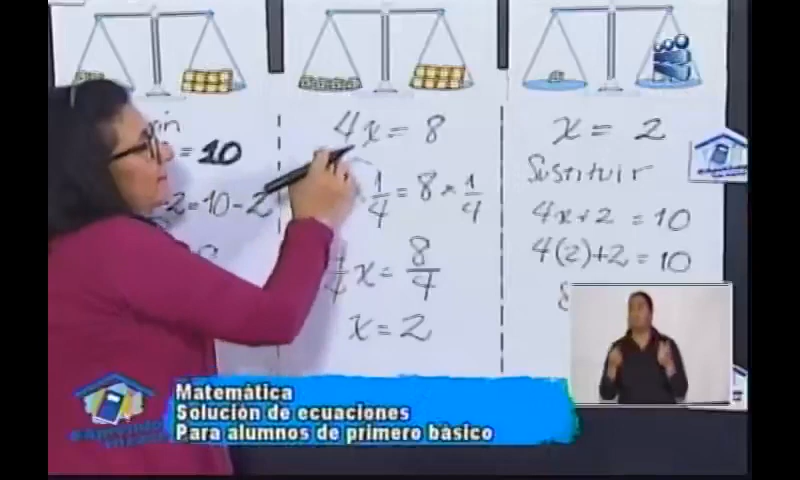 = 10
-2 = 10 - 2
4x = 8
1/4 = 8 * 1/4
x = 8/4
x = 2
x = 2
Sustituir
4x + 2 = 10
4(2) + 2 = 10
8
Matemática
Solución de ecuaciones
Para alumnos de primero básico